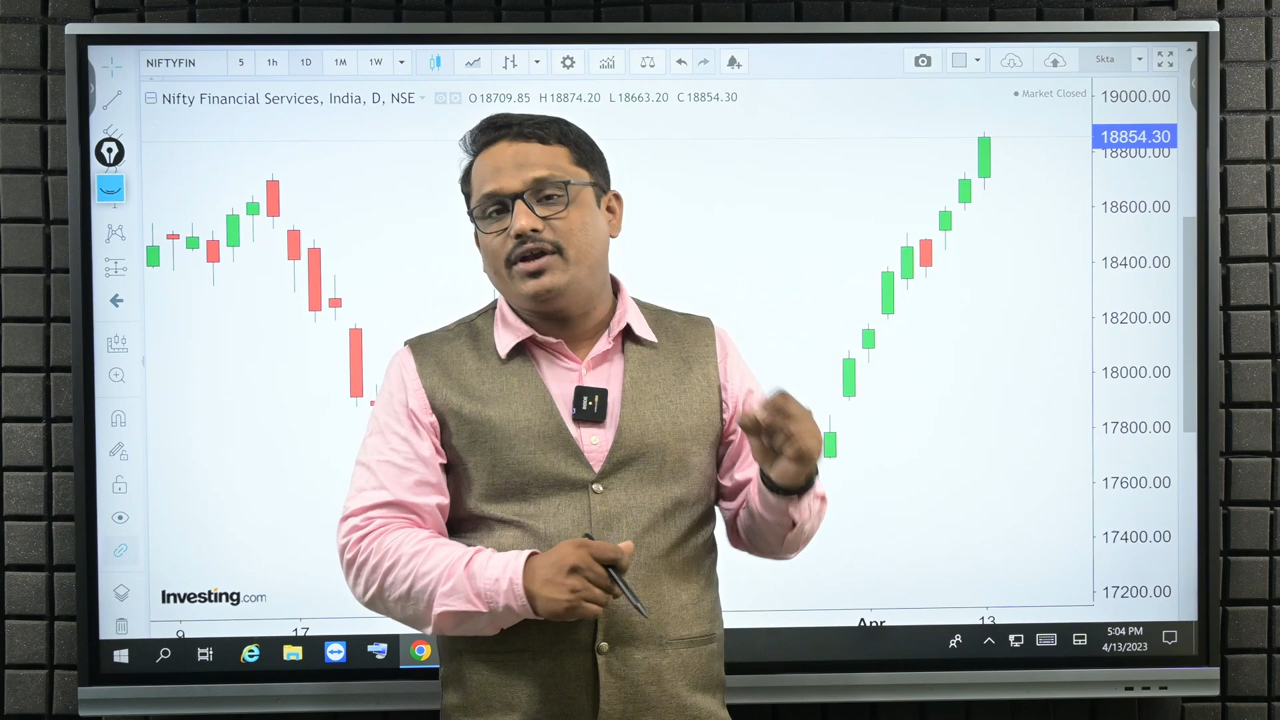 NIFTYFIN 5 1h 1D 1M 1W Skta
Nifty Financial Services, India, D, NSE O18709.85 H18874.20 L18663.20 C18854.30
Market Closed
19000.00
18854.30
18800.00
18600.00
18400.00
18200.00
18000.00
17800.00
17600.00
17400.00
17200.00
Investing.com
9 17 Apr 13
5:04 PM
4/13/2023